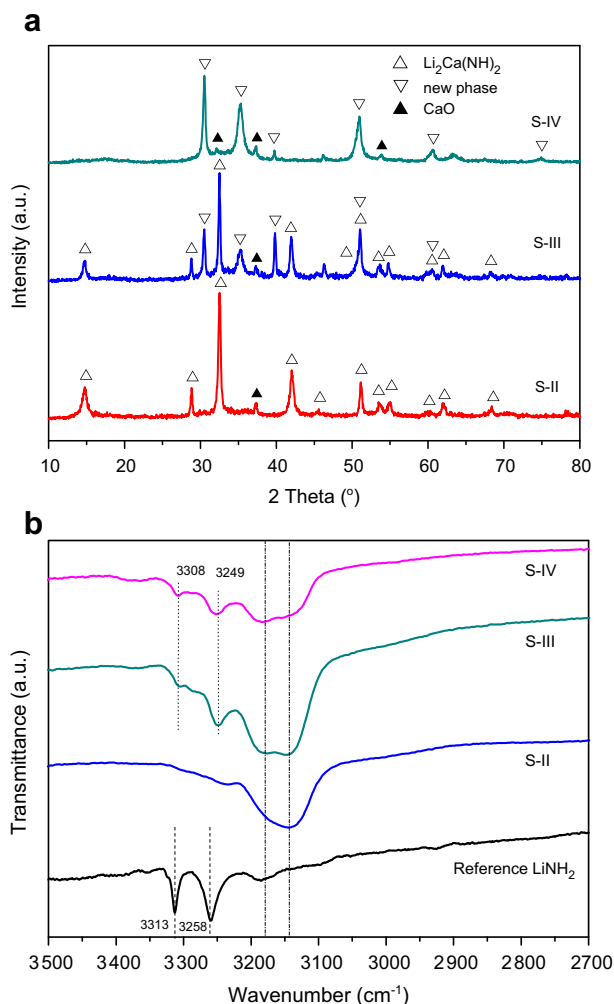 a
△ Li₂Ca(NH)₂
▽ new phase
▲ CaO
S-IV
S-III
S-II
Intensity (a.u.)
10 20 30 40 50 60 70 80
2 Theta (°)
b
3308 3249
S-IV
S-III
S-II
Reference LiNH₂
3313 3258
Transmittance (a.u.)
3500 3400 3300 3200 3100 3000 2900 2800 2700
Wavenumber (cm⁻¹)